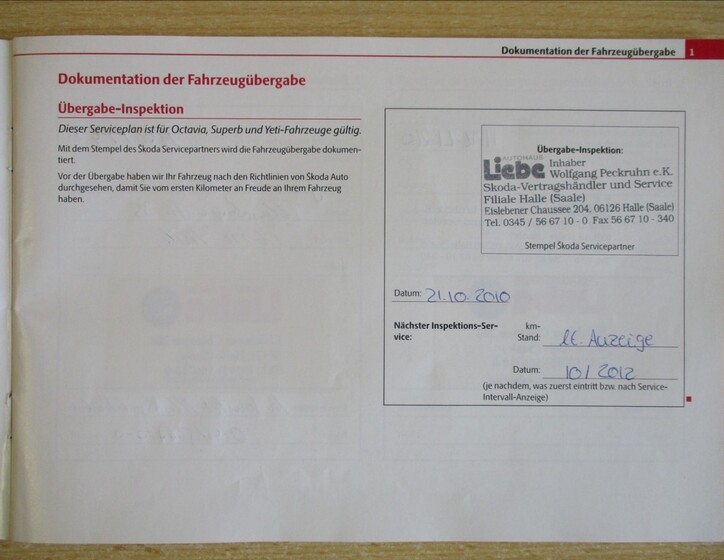 Dokumentation der Fahrzeugübergabe 1
Dokumentation der Fahrzeugübergabe
Übergabe-Inspektion
Dieser Serviceplan ist für Octavia, Superb und Yeti-Fahrzeuge gültig.
Mit dem Stempel des Škoda Servicepartners wird die Fahrzeugübergabe dokumen-
tiert.
Vor der Übergabe haben wir Ihr Fahrzeug nach den Richtlinien von Škoda Auto
durchgesehen, damit Sie vom ersten Kilometer an Freude an Ihrem Fahrzeug
haben.
Übergabe-Inspektion:
AUTOHAUS
Liebe Inhaber
Wolfgang Peckruhn e.K.
Skoda-Vertragshändler und Service
Filiale Halle (Saale)
Eislebener Chaussee 204, 06126 Halle (Saale)
Tel. 0345 / 56 67 10 - 0 Fax 56 67 10 - 340
Stempel Škoda Servicepartner
Datum: 21.10.2010
Nächster Inspektions-Ser-
vice:
km-
Stand: lt. Anzeige
Datum: 10/2012
(je nachdem, was zuerst eintritt bzw. nach Service-
Intervall-Anzeige)